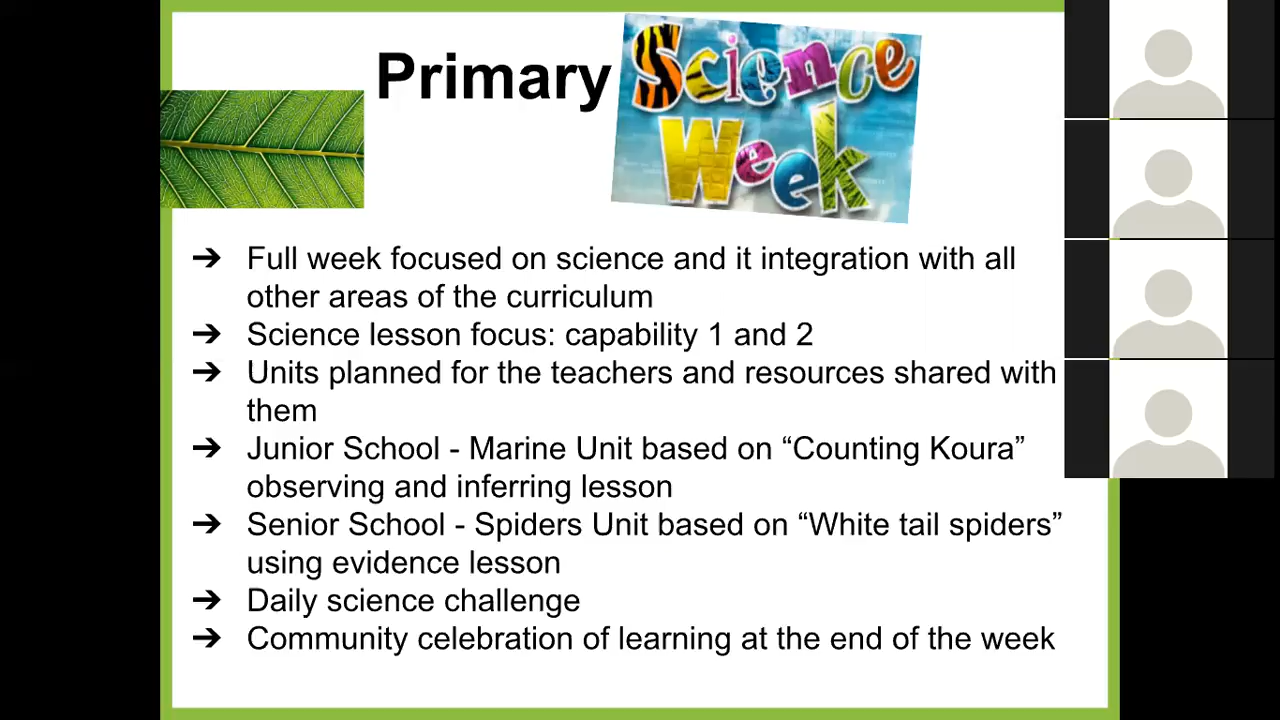 Primary Science
Week
➔ Full week focused on science and it integration with all
other areas of the curriculum
➔ Science lesson focus: capability 1 and 2
➔ Units planned for the teachers and resources shared with
them
➔ Junior School - Marine Unit based on “Counting Koura”
observing and inferring lesson
➔ Senior School - Spiders Unit based on “White tail spiders”
using evidence lesson
➔ Daily science challenge
➔ Community celebration of learning at the end of the week